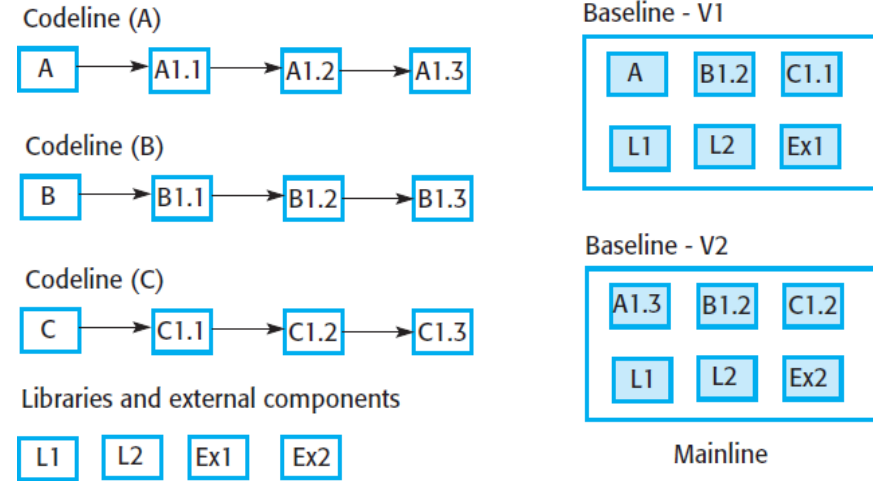 Codeline (A)
A A1.1 A1.2 A1.3
Codeline (B)
B B1.1 B1.2 B1.3
Codeline (C)
C C1.1 C1.2 C1.3
Libraries and external components
L1 L2 Ex1 Ex2
Baseline - V1
A B1.2 C1.1
L1 L2 Ex1
Baseline - V2
A1.3 B1.2 C1.2
L1 L2 Ex2
Mainline